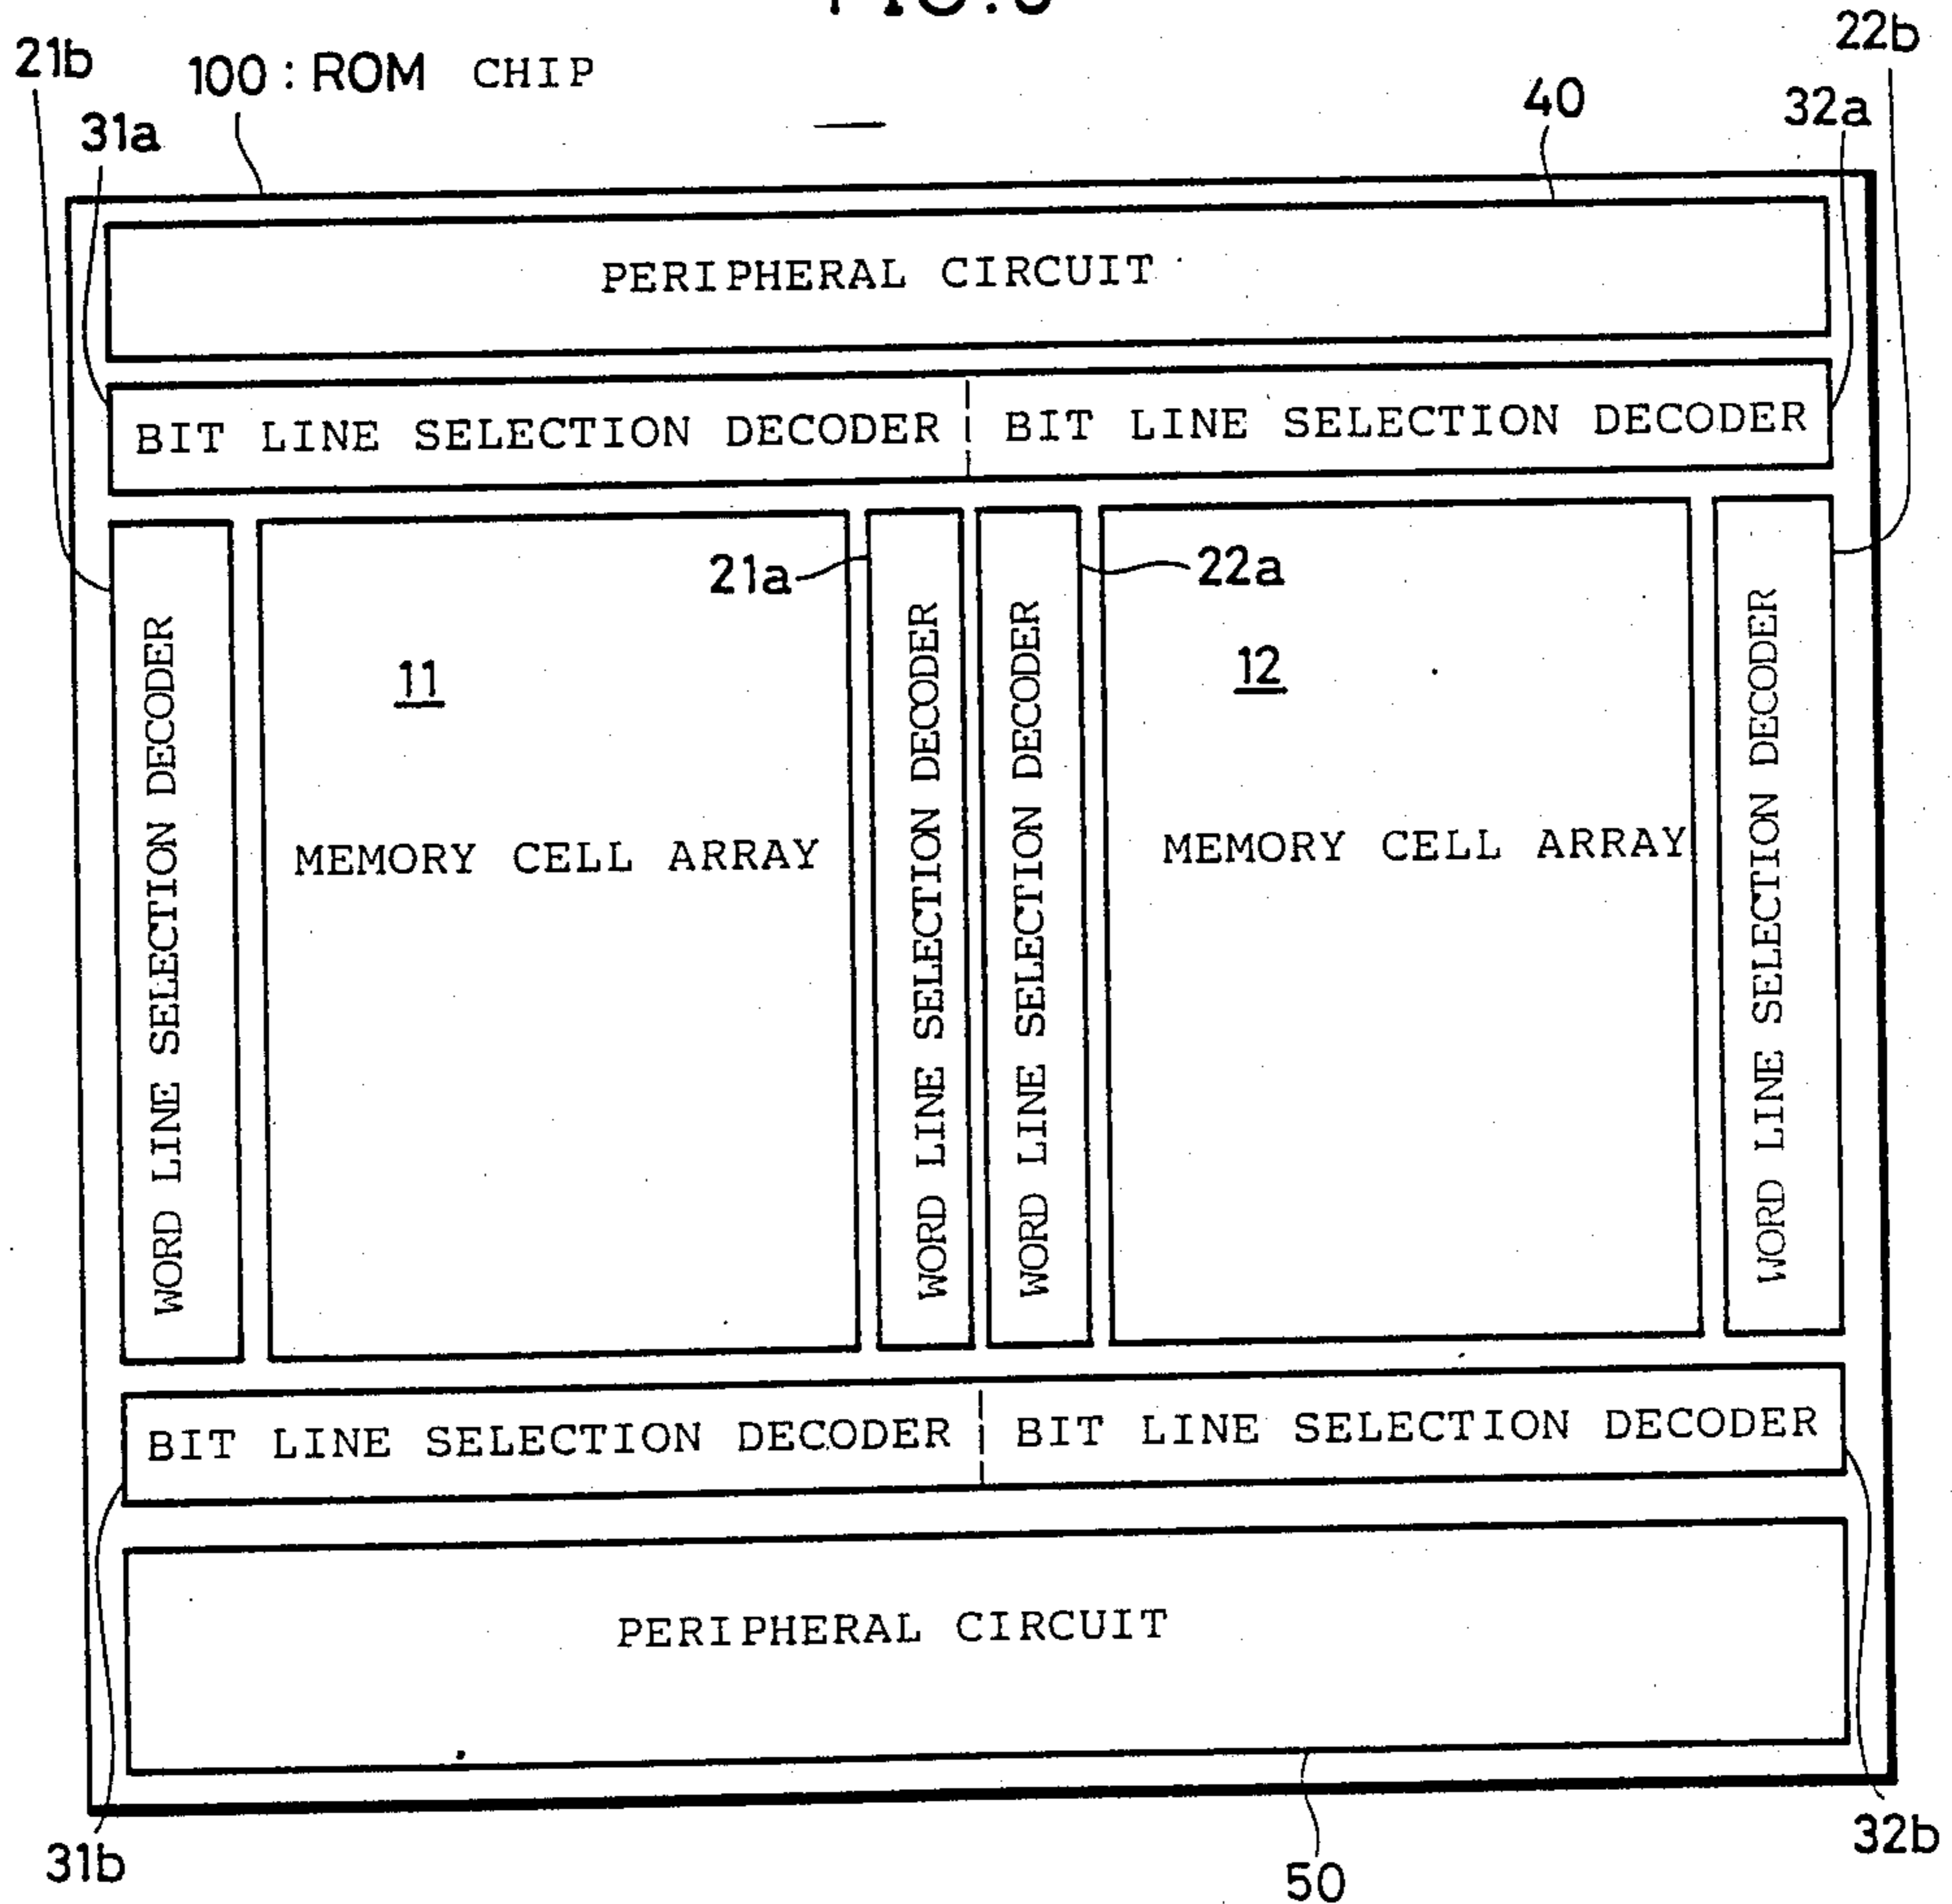 21b
100 : ROM CHIP
22b
31a
40
32a
PERIPHERAL CIRCUIT
BIT LINE SELECTION DECODER
BIT LINE SELECTION DECODER
21a
22a
WORD LINE SELECTION DECODER
11
MEMORY CELL ARRAY
WORD LINE SELECTION DECODER
WORD LINE SELECTION DECODER
12
MEMORY CELL ARRAY
WORD LINE SELECTION DECODER
BIT LINE SELECTION DECODER
BIT LINE SELECTION DECODER
PERIPHERAL CIRCUIT
31b
50
32b